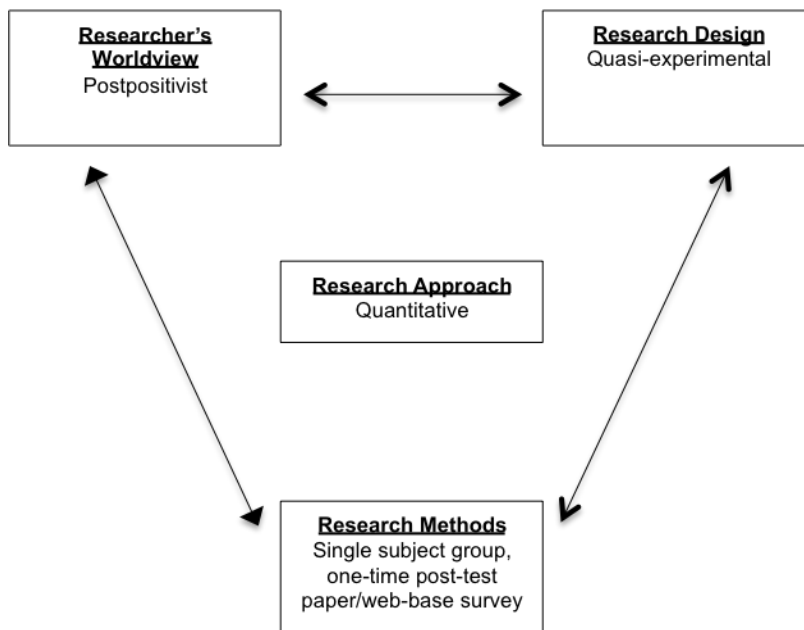 Researcher's
Worldview
Postpositivist
Research Design
Quasi-experimental
Research Approach
Quantitative
Research Methods
Single subject group,
one-time post-test
paper/web-base survey